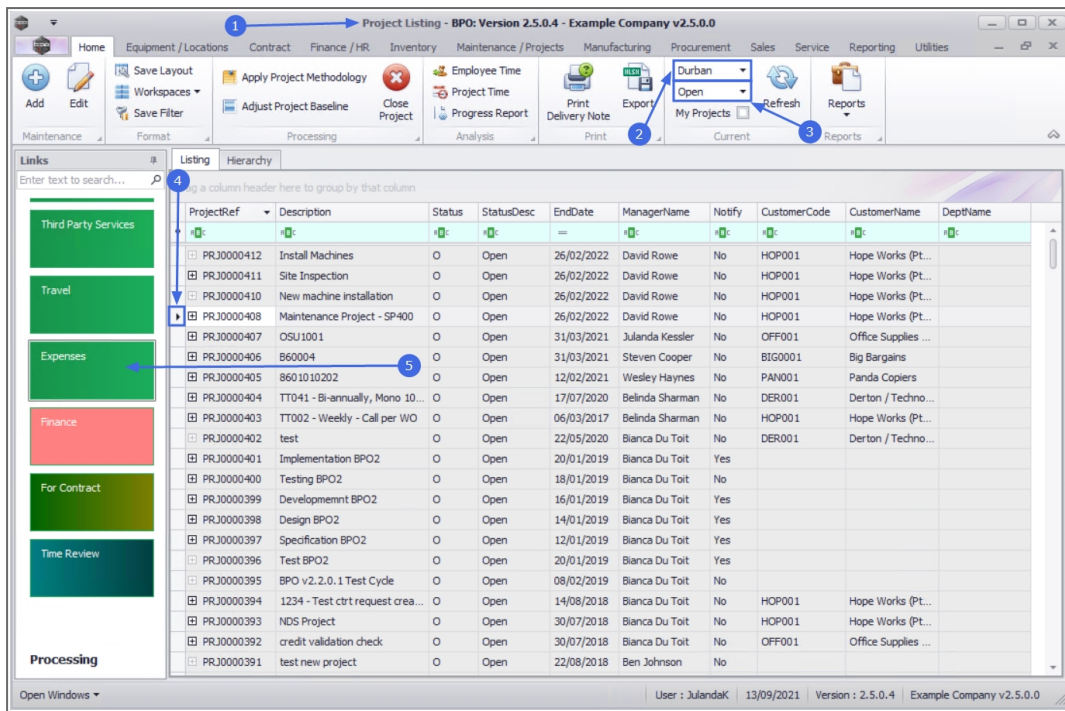 Project Listing - BPO: Version 2.5.0.4 - Example Company v2.5.0.0
1
Home Equipment / Locations Contract Finance / HR Inventory Maintenance / Projects Manufacturing Procurement Sales Service Reporting Utilities
Add Edit Save Layout Workspaces Save Filter
Apply Project Methodology Adjust Project Baseline Close Project
Employee Time Project Time Progress Report
Print Delivery Note Export
Durban Open My Projects Refresh Reports
2 3
Maintenance Format Processing Analysis Print Current Reports
Links Listing Hierarchy
Enter text to search... 4 a column header here to group by that column
ProjectRef Description Status StatusDesc EndDate ManagerName Notify CustomerCode CustomerName DeptName
PRJ0000412 Install Machines O Open 26/02/2022 David Rowe No HOP001 Hope Works (Pt...
PRJ0000411 Site Inspection O Open 26/02/2022 David Rowe No HOP001 Hope Works (Pt...
PRJ0000410 New machine installation O Open 26/02/2022 David Rowe No HOP001 Hope Works (Pt...
PRJ0000408 Maintenance Project - SP400 O Open 26/02/2022 David Rowe No HOP001 Hope Works (Pt...
PRJ0000407 OSU1001 O Open 31/03/2021 Julanda Kessler No OFF001 Office Supplies ...
PRJ0000406 B60004 O Open 31/03/2021 Steven Cooper No BIG0001 Big Bargains
5
PRJ0000405 8601010202 O Open 12/02/2021 Wesley Haynes No PAN001 Panda Copiers
PRJ0000404 TT041 - Bi-annually, Mono 10... O Open 17/07/2020 Belinda Sharman No DER001 Derton / Techno...
PRJ0000403 TT002 - Weekly - Call per WO O Open 06/03/2017 Belinda Sharman No HOP001 Hope Works (Pt...
PRJ0000402 test O Open 22/05/2020 Bianca Du Toit No DER001 Derton / Techno...
PRJ0000401 Implementation BPO2 O Open 20/01/2019 Bianca Du Toit Yes
PRJ0000400 Testing BPO2 O Open 18/01/2019 Bianca Du Toit No
PRJ0000399 Developmemnt BPO2 O Open 16/01/2019 Bianca Du Toit Yes
PRJ0000398 Design BPO2 O Open 14/01/2019 Bianca Du Toit Yes
PRJ0000397 Specification BPO2 O Open 12/01/2019 Bianca Du Toit Yes
PRJ0000396 Test BPO2 O Open 20/01/2019 Bianca Du Toit Yes
PRJ0000395 BPO v2.2.0.1 Test Cycle O Open 08/02/2019 Bianca Du Toit No
PRJ0000394 1234 - Test ctrt request crea... O Open 14/08/2018 Bianca Du Toit No HOP001 Hope Works (Pt...
PRJ0000393 NDS Project O Open 30/07/2018 Bianca Du Toit No HOP001 Hope Works (Pt...
PRJ0000392 credit validation check O Open 30/07/2018 Bianca Du Toit No OFF001 Office Supplies ...
PRJ0000391 test new project O Open 22/08/2018 Ben Johnson No
Third Party Services
Travel
Expenses
Finance
For Contract
Time Review
Processing
Open Windows User : JulandaK 13/09/2021 Version : 2.5.0.4 Example Company v2.5.0.0